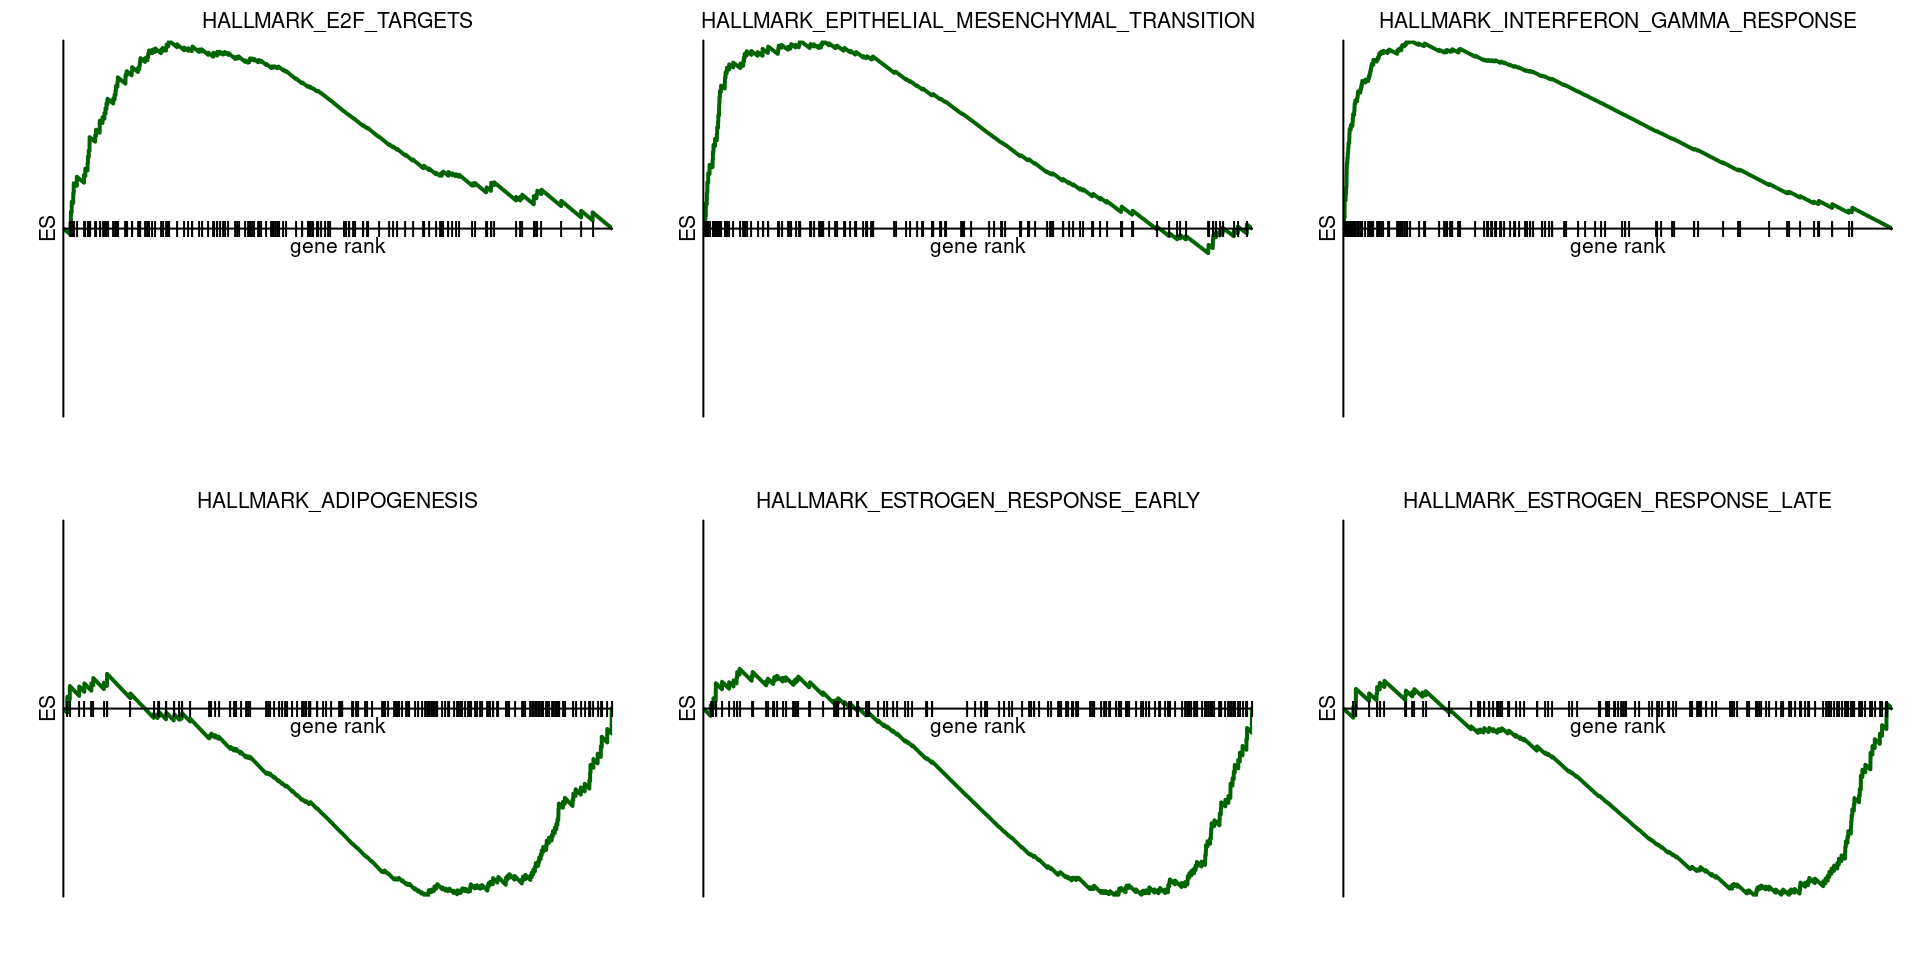 HALLMARK_E2F_TARGETS
ES
gene rank
HALLMARK_EPITHELIAL_MESENCHYMAL_TRANSITION
ES
gene rank
HALLMARK_INTERFERON_GAMMA_RESPONSE
ES
gene rank
HALLMARK_ADIPOGENESIS
ES
gene rank
HALLMARK_ESTROGEN_RESPONSE_EARLY
ES
gene rank
HALLMARK_ESTROGEN_RESPONSE_LATE
ES
gene rank